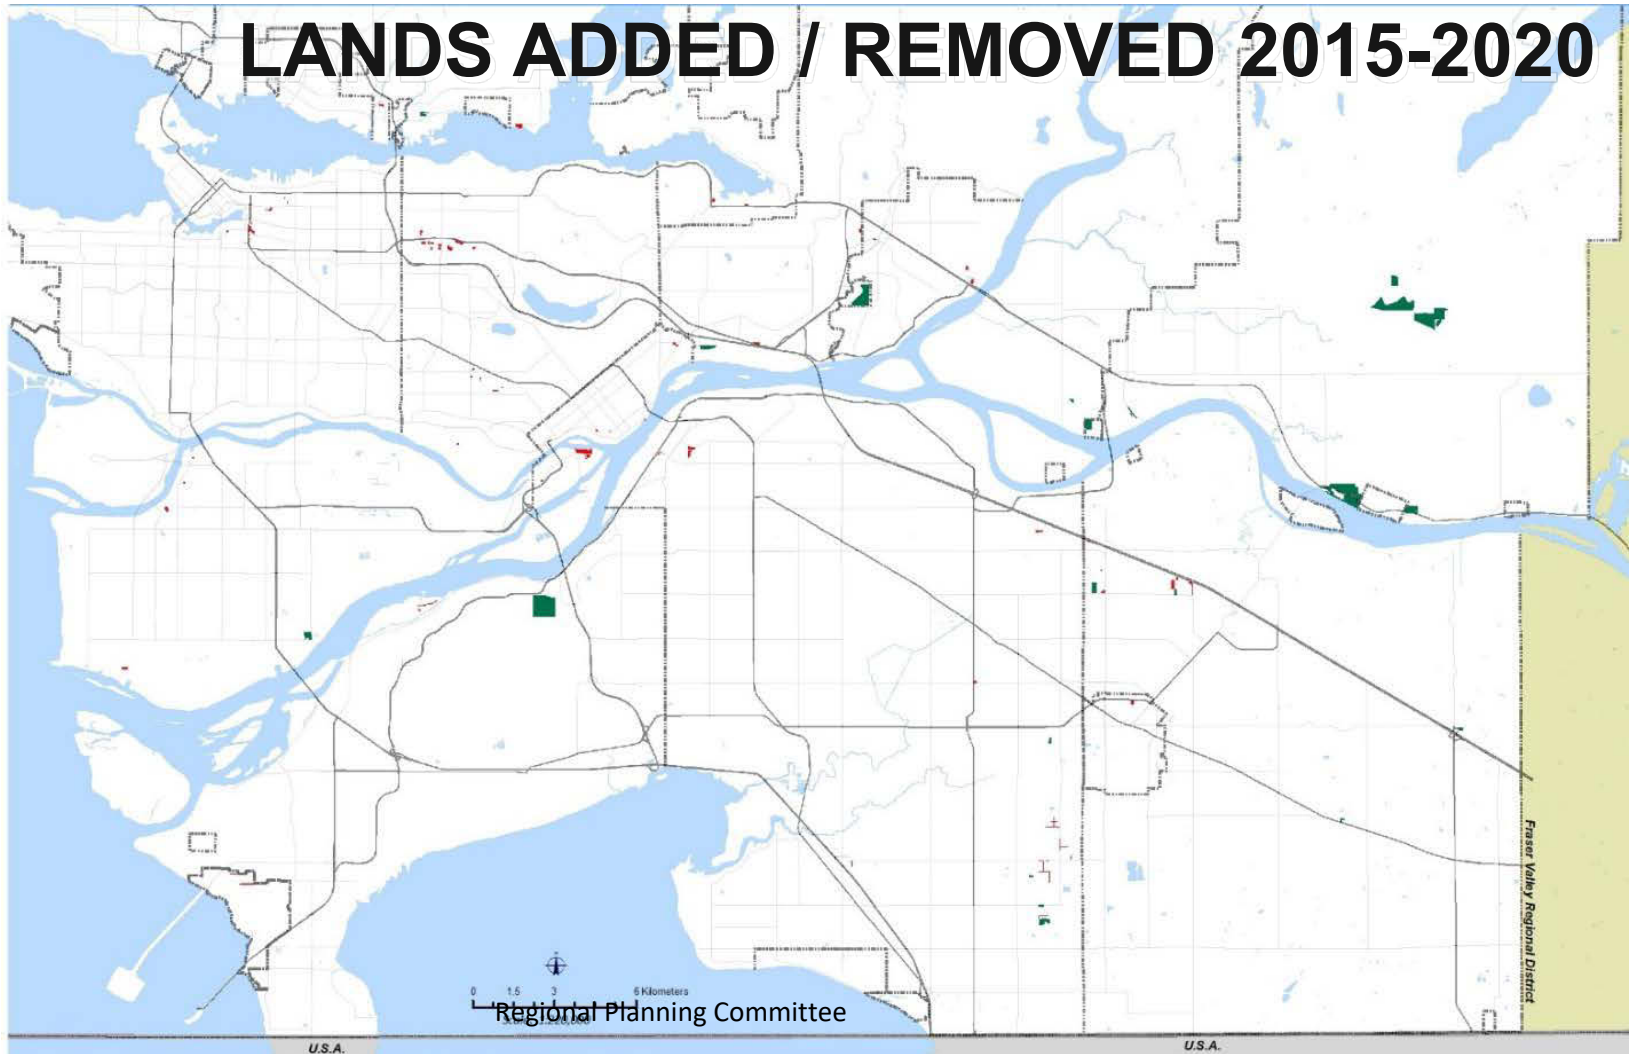 LANDS ADDED / REMOVED 2015-2020
Fraser Valley Regional District
0 1.5 3 6 Kilometers
Regional Planning Committee
U.S.A.
U.S.A.